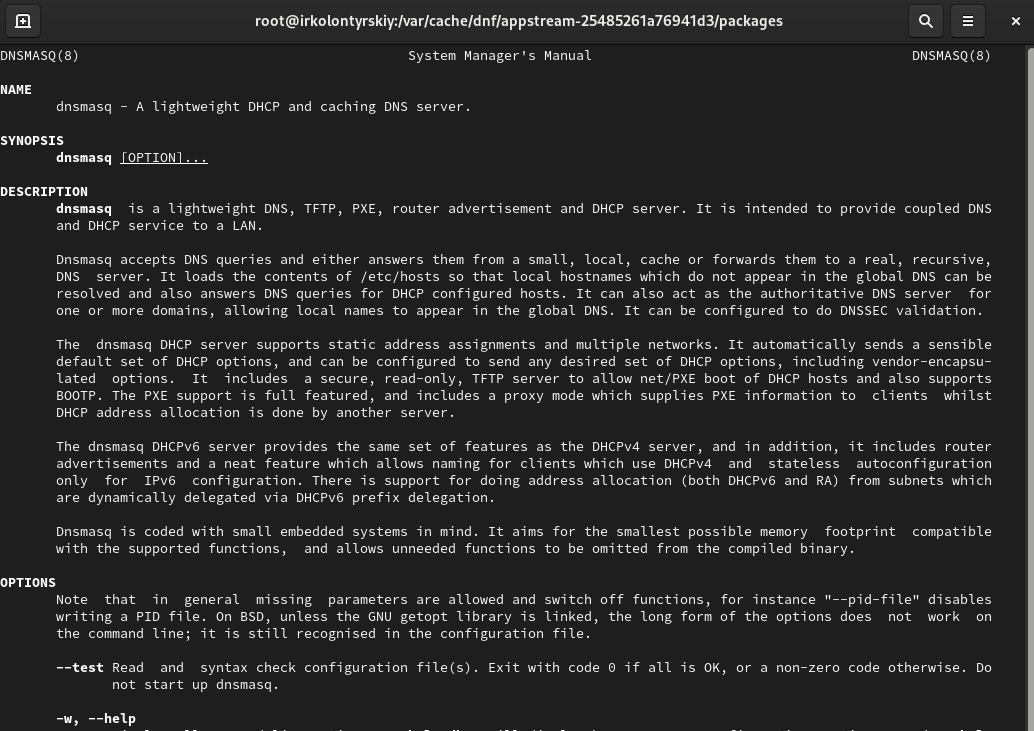 root@irkolontyrskiy:/var/cache/dnf/appstream-25485261a76941d3/packages
DNSMASQ(8) System Manager's Manual DNSMASQ(8)
NAME
dnsmasq - A lightweight DHCP and caching DNS server.
SYNOPSIS
dnsmasq [OPTION]...
DESCRIPTION
dnsmasq is a lightweight DNS, TFTP, PXE, router advertisement and DHCP server. It is intended to provide coupled DNS
and DHCP service to a LAN.
Dnsmasq accepts DNS queries and either answers them from a small, local, cache or forwards them to a real, recursive,
DNS server. It loads the contents of /etc/hosts so that local hostnames which do not appear in the global DNS can be
resolved and also answers DNS queries for DHCP configured hosts. It can also act as the authoritative DNS server for
one or more domains, allowing local names to appear in the global DNS. It can be configured to do DNSSEC validation.
The dnsmasq DHCP server supports static address assignments and multiple networks. It automatically sends a sensible
default set of DHCP options, and can be configured to send any desired set of DHCP options, including vendor-encapsu-
lated options. It includes a secure, read-only, TFTP server to allow net/PXE boot of DHCP hosts and also supports
BOOTP. The PXE support is full featured, and includes a proxy mode which supplies PXE information to clients whilst
DHCP address allocation is done by another server.
The dnsmasq DHCPv6 server provides the same set of features as the DHCPv4 server, and in addition, it includes router
advertisements and a neat feature which allows naming for clients which use DHCPv4 and stateless autoconfiguration
only for IPv6 configuration. There is support for doing address allocation (both DHCPv6 and RA) from subnets which
are dynamically delegated via DHCPv6 prefix delegation.
Dnsmasq is coded with small embedded systems in mind. It aims for the smallest possible memory footprint compatible
with the supported functions, and allows unneeded functions to be omitted from the compiled binary.
OPTIONS
Note that in general missing parameters are allowed and switch off functions, for instance "--pid-file" disables
writing a PID file. On BSD, unless the GNU getopt library is linked, the long form of the options does not work on
the command line; it is still recognised in the configuration file.
--test Read and syntax check configuration file(s). Exit with code 0 if all is OK, or a non-zero code otherwise. Do
not start up dnsmasq.
-w, --help